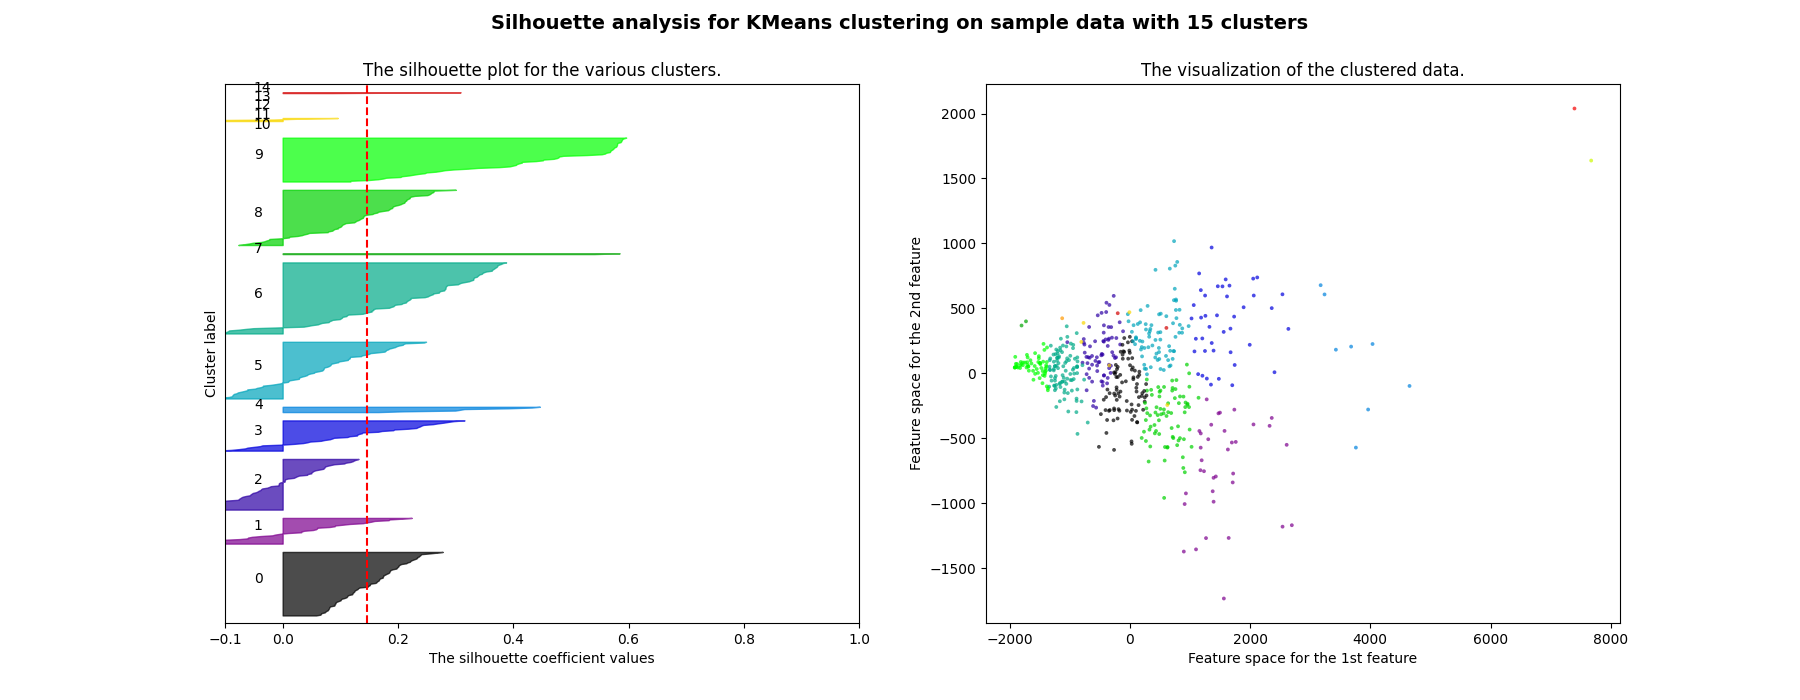 Silhouette analysis for KMeans clustering on sample data with 15 clusters
The silhouette plot for the various clusters.
14
13
12
11
10
9
8
7
6
5
4
3
2
1
0
Cluster label
−0.1 0.0 0.2 0.4 0.6 0.8 1.0
The silhouette coefficient values
The visualization of the clustered data.
2000
1500
1000
500
0
−500
−1000
−1500
Feature space for the 2nd feature
−2000 0 2000 4000 6000 8000
Feature space for the 1st feature